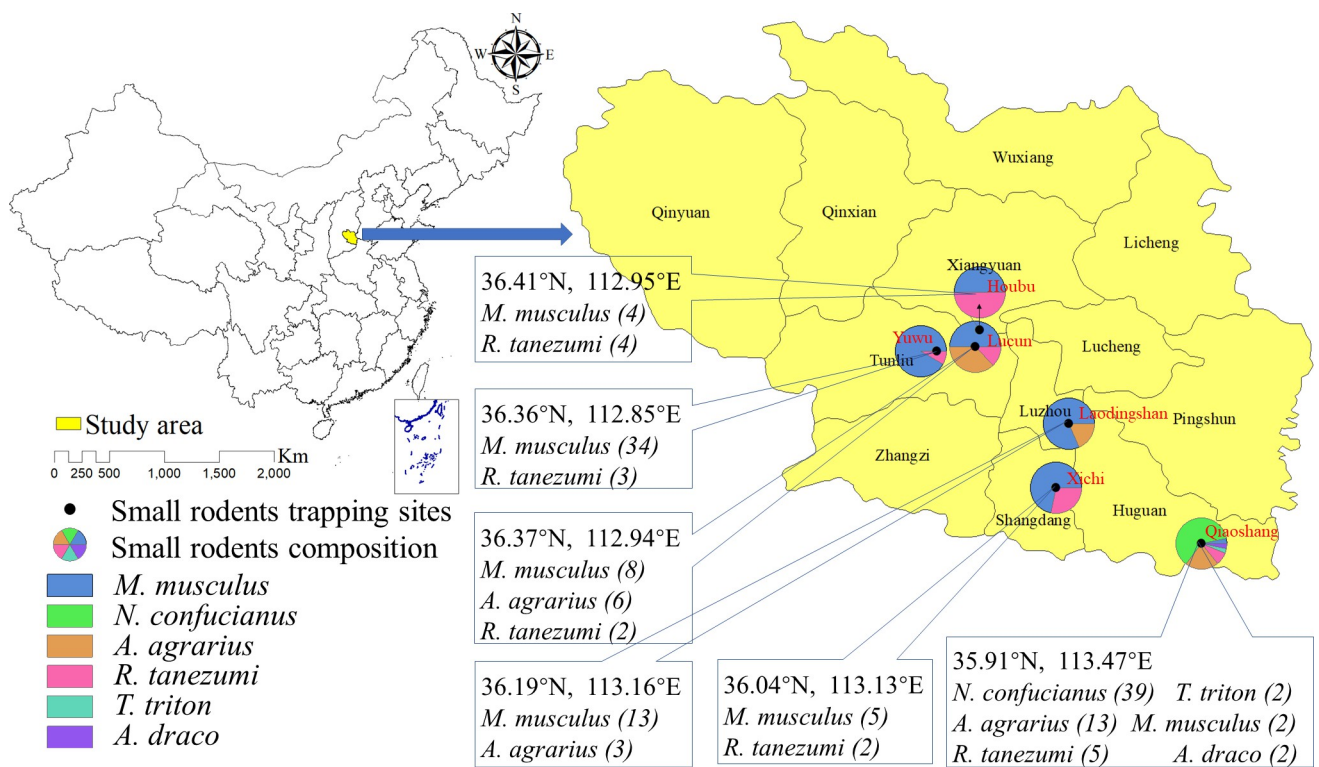 N
W E
S
Wuxiang
Qinyuan
Qinxian
Licheng
Xiangyuan
Houbu
36.41°N, 112.95°E
M. musculus (4)
R. tanezumi (4)
Yuwu
Lucun
Tunliu
Lucheng
36.36°N, 112.85°E
M. musculus (34)
R. tanezumi (3)
Luzhou
Laodingshan
Pingshun
Zhangzi
Xichi
Shangdang
Huguan
Qiaoshang
36.37°N, 112.94°E
M. musculus (8)
A. agrarius (6)
R. tanezumi (2)
36.19°N, 113.16°E
M. musculus (13)
A. agrarius (3)
36.04°N, 113.13°E
M. musculus (5)
R. tanezumi (2)
35.91°N, 113.47°E
N. confucianus (39) T. triton (2)
A. agrarius (13) M. musculus (2)
R. tanezumi (5) A. draco (2)
Study area
Km
0 250 500 1,000 1,500 2,000
Small rodents trapping sites
Small rodents composition
M. musculus
N. confucianus
A. agrarius
R. tanezumi
T. triton
A. draco